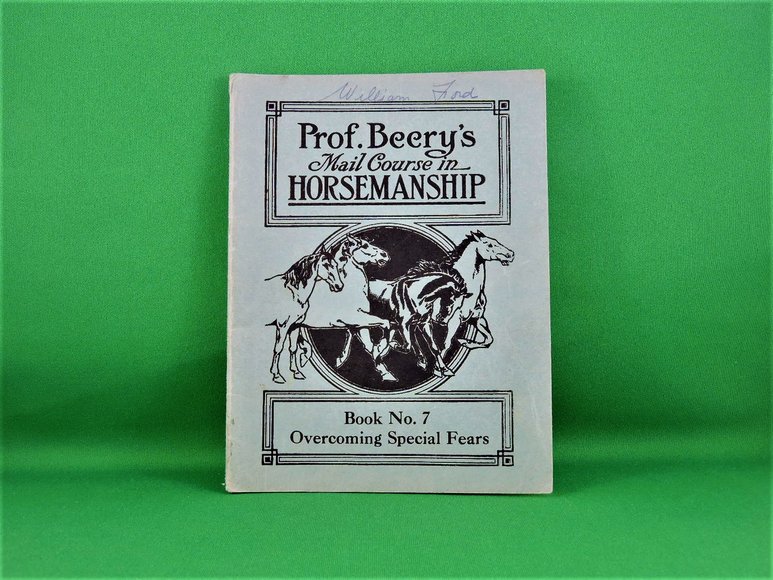 William Ford
Prof. Beery's
Mail Course in
HORSEMANSHIP
Book No. 7
Overcoming Special Fears